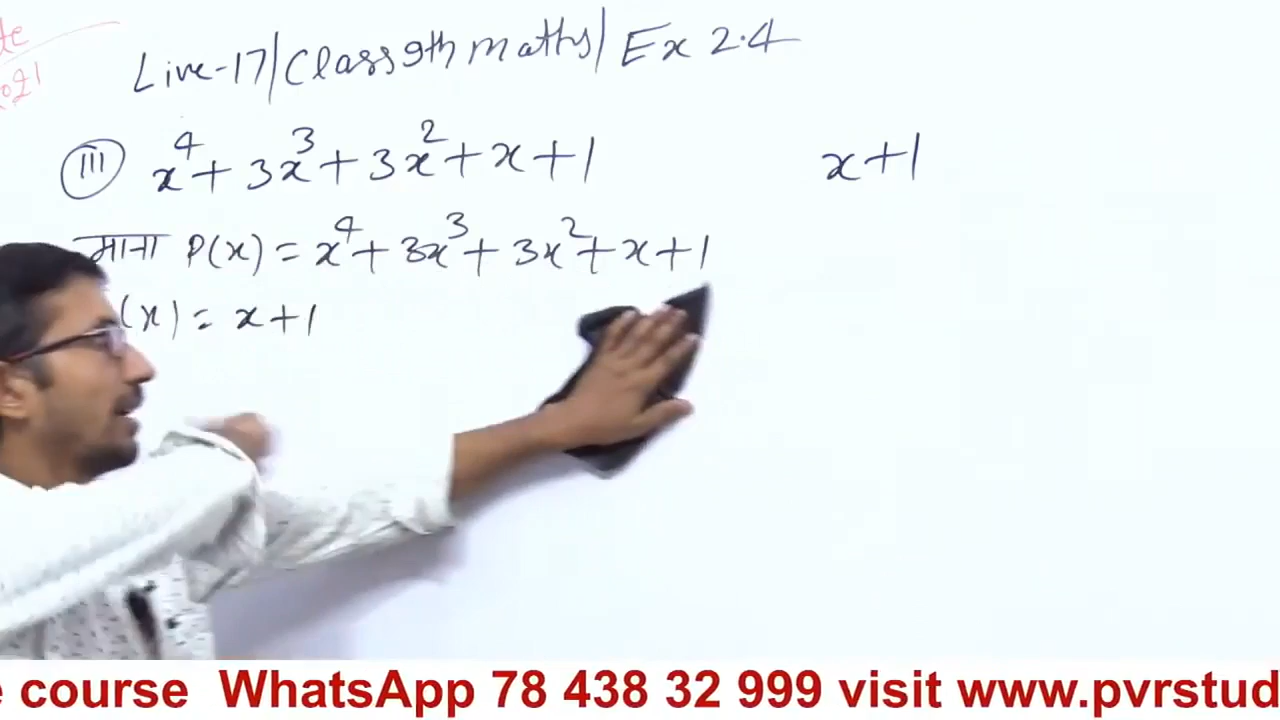 Live-17/Class 9th maths/Ex 2.4
III x⁴ + 3x³ + 3x² + x + 1 x+1
माना P(x) = x⁴ + 3x³ + 3x² + x + 1
(x) = x+1
course WhatsApp 78 438 32 999 visit www.pvrstud